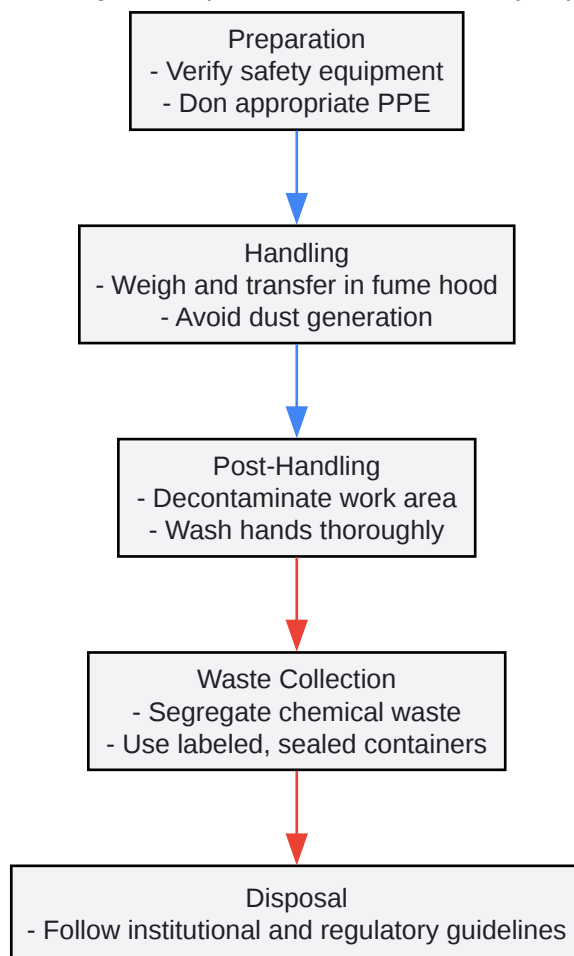 Preparation
- Verify safety equipment
- Don appropriate PPE
Handling
- Weigh and transfer in fume hood
- Avoid dust generation
Post-Handling
- Decontaminate work area
- Wash hands thoroughly
Waste Collection
- Segregate chemical waste
- Use labeled, sealed containers
Disposal
- Follow institutional and regulatory guidelines